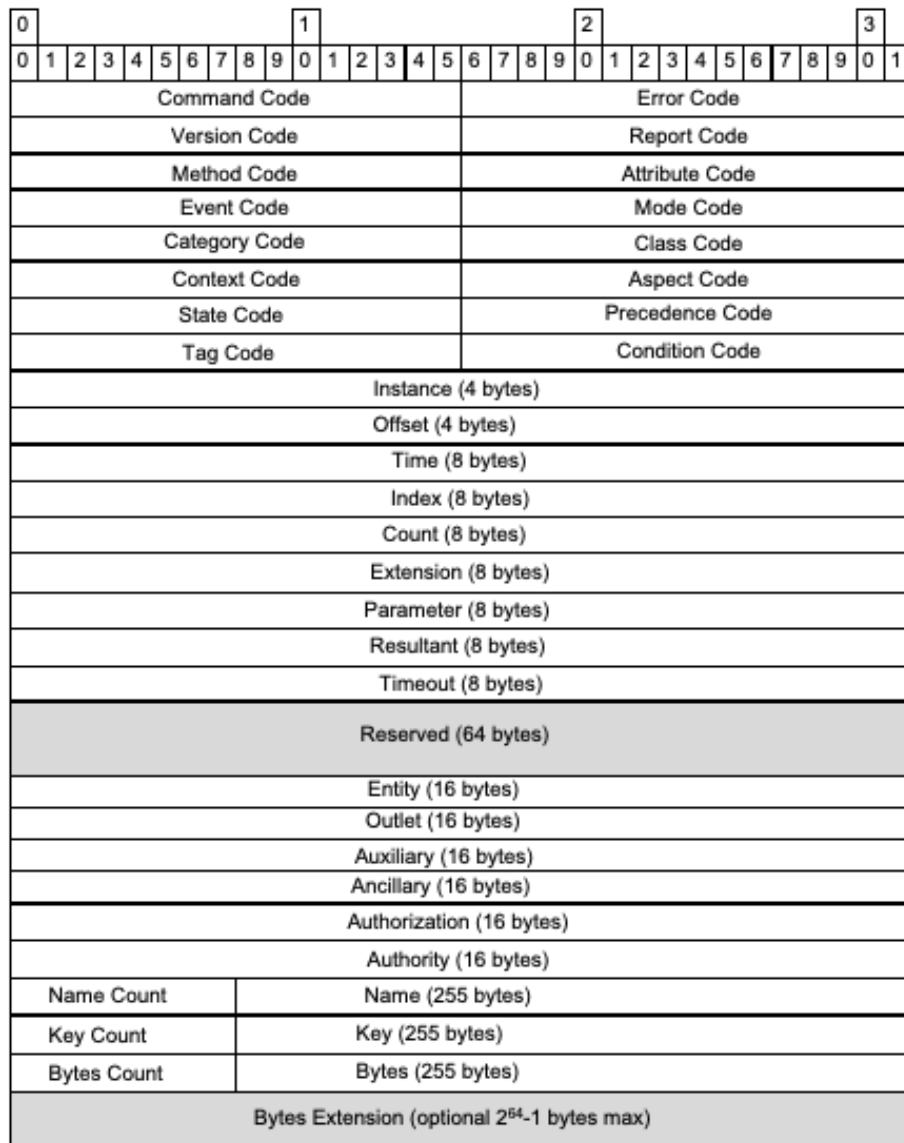 0 1 2 3
0 1 2 3 4 5 6 7 8 9 0 1 2 3 4 5 6 7 8 9 0 1 2 3 4 5 6 7 8 9 0 1
Command Code Error Code
Version Code Report Code
Method Code Attribute Code
Event Code Mode Code
Category Code Class Code
Context Code Aspect Code
State Code Precedence Code
Tag Code Condition Code
Instance (4 bytes)
Offset (4 bytes)
Time (8 bytes)
Index (8 bytes)
Count (8 bytes)
Extension (8 bytes)
Parameter (8 bytes)
Resultant (8 bytes)
Timeout (8 bytes)
Reserved (64 bytes)
Entity (16 bytes)
Outlet (16 bytes)
Auxiliary (16 bytes)
Ancillary (16 bytes)
Authorization (16 bytes)
Authority (16 bytes)
Name Count Name (255 bytes)
Key Count Key (255 bytes)
Bytes Count Bytes (255 bytes)
Bytes Extension (optional 2⁶⁴-1 bytes max)